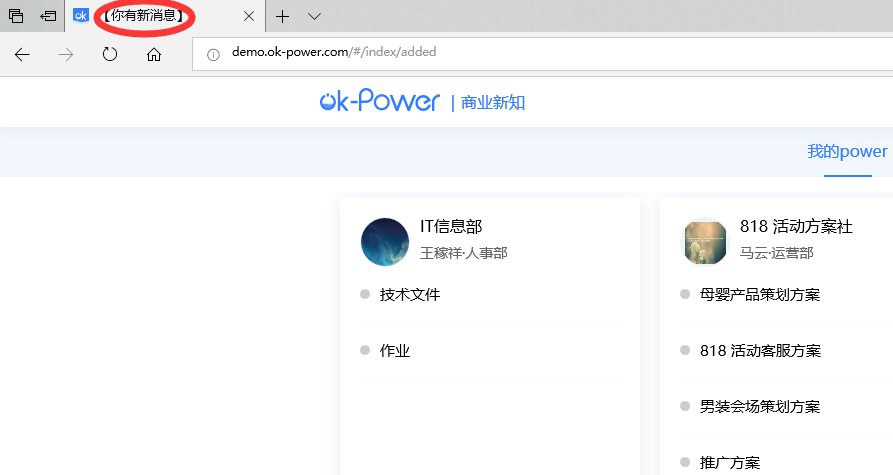 ok 【你有新消息】
demo.ok-power.com/#/index/added
ok-Power | 商业新知
我的power
IT信息部
王稼祥·人事部
技术文件
作业
818 活动方案社
马云·运营部
母婴产品策划方案
818 活动客服方案
男装会场策划方案
推广方案